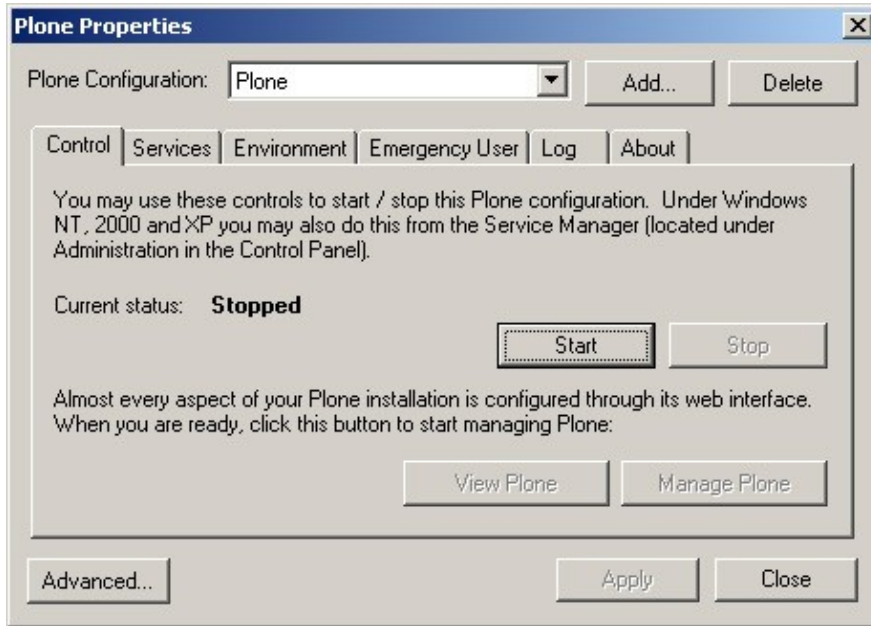 Plone Properties
Plone Configuration: Plone Add... Delete
Control Services Environment Emergency User Log About
You may use these controls to start / stop this Plone configuration. Under Windows
NT, 2000 and XP you may also do this from the Service Manager (located under
Administration in the Control Panel).
Current status: Stopped
Start Stop
Almost every aspect of your Plone installation is configured through its web interface.
When you are ready, click this button to start managing Plone:
View Plone Manage Plone
Advanced... Apply Close